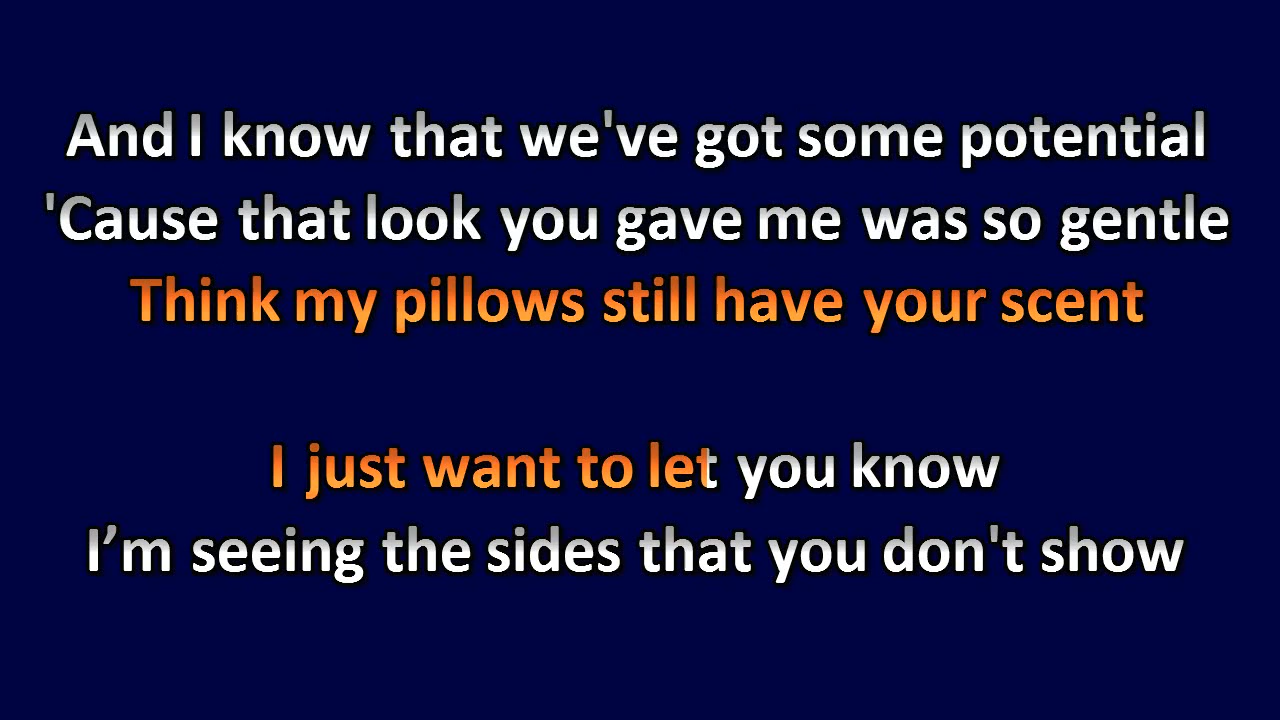 And I know that we've got some potential
'Cause that look you gave me was so gentle
Think my pillows still have your scent
I just want to let you know
I’m seeing the sides that you don't show